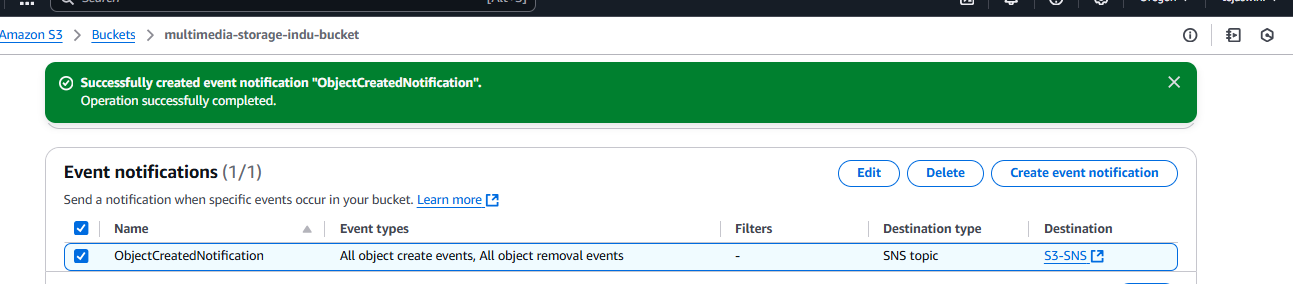 Search [Alt+S]
Amazon S3 > Buckets > multimedia-storage-indu-bucket
Successfully created event notification "ObjectCreatedNotification".
Operation successfully completed.
Event notifications (1/1) Edit Delete Create event notification
Send a notification when specific events occur in your bucket. Learn more
Name Event types Filters Destination type Destination
ObjectCreatedNotification All object create events, All object removal events - SNS topic S3-SNS